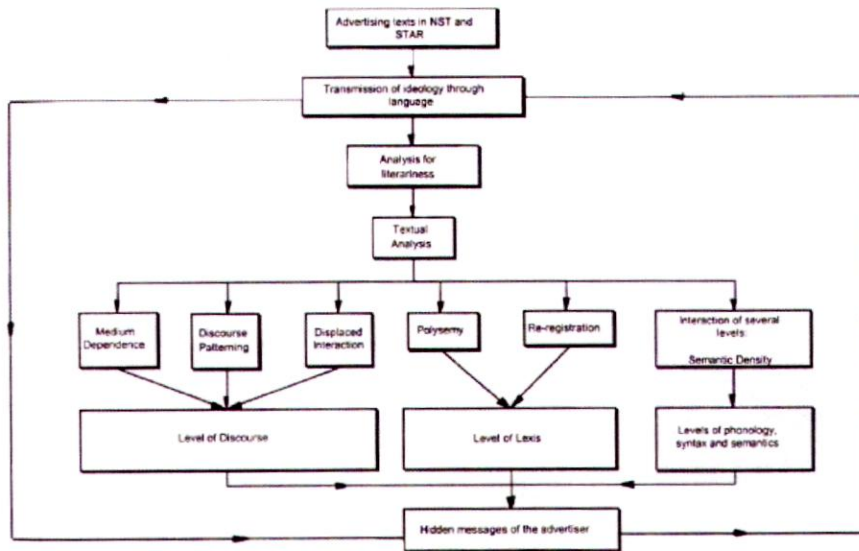 Advertising texts in NST and
STAR
Transmission of ideology through
language
Analysis for
literariness
Textual
Analysis
Medium
Dependence
Discourse
Patterning
Displaced
Interaction
Polysemy
Re-registration
Interaction of several
levels:
Semantic Density
Level of Discourse
Level of Lexis
Levels of phonology,
syntax and semantics
Hidden messages of the advertiser